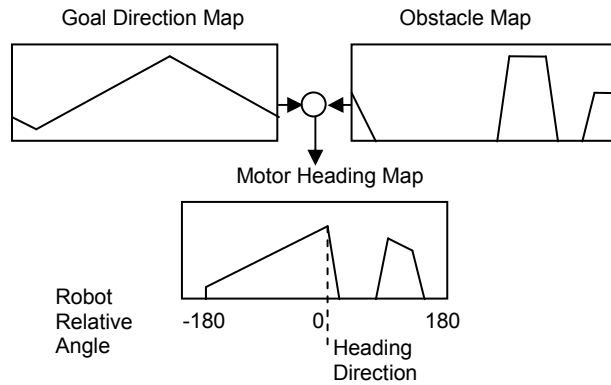 Goal Direction Map
Obstacle Map
Motor Heading Map
Robot
Relative
Angle
-180
0
180
Heading
Direction